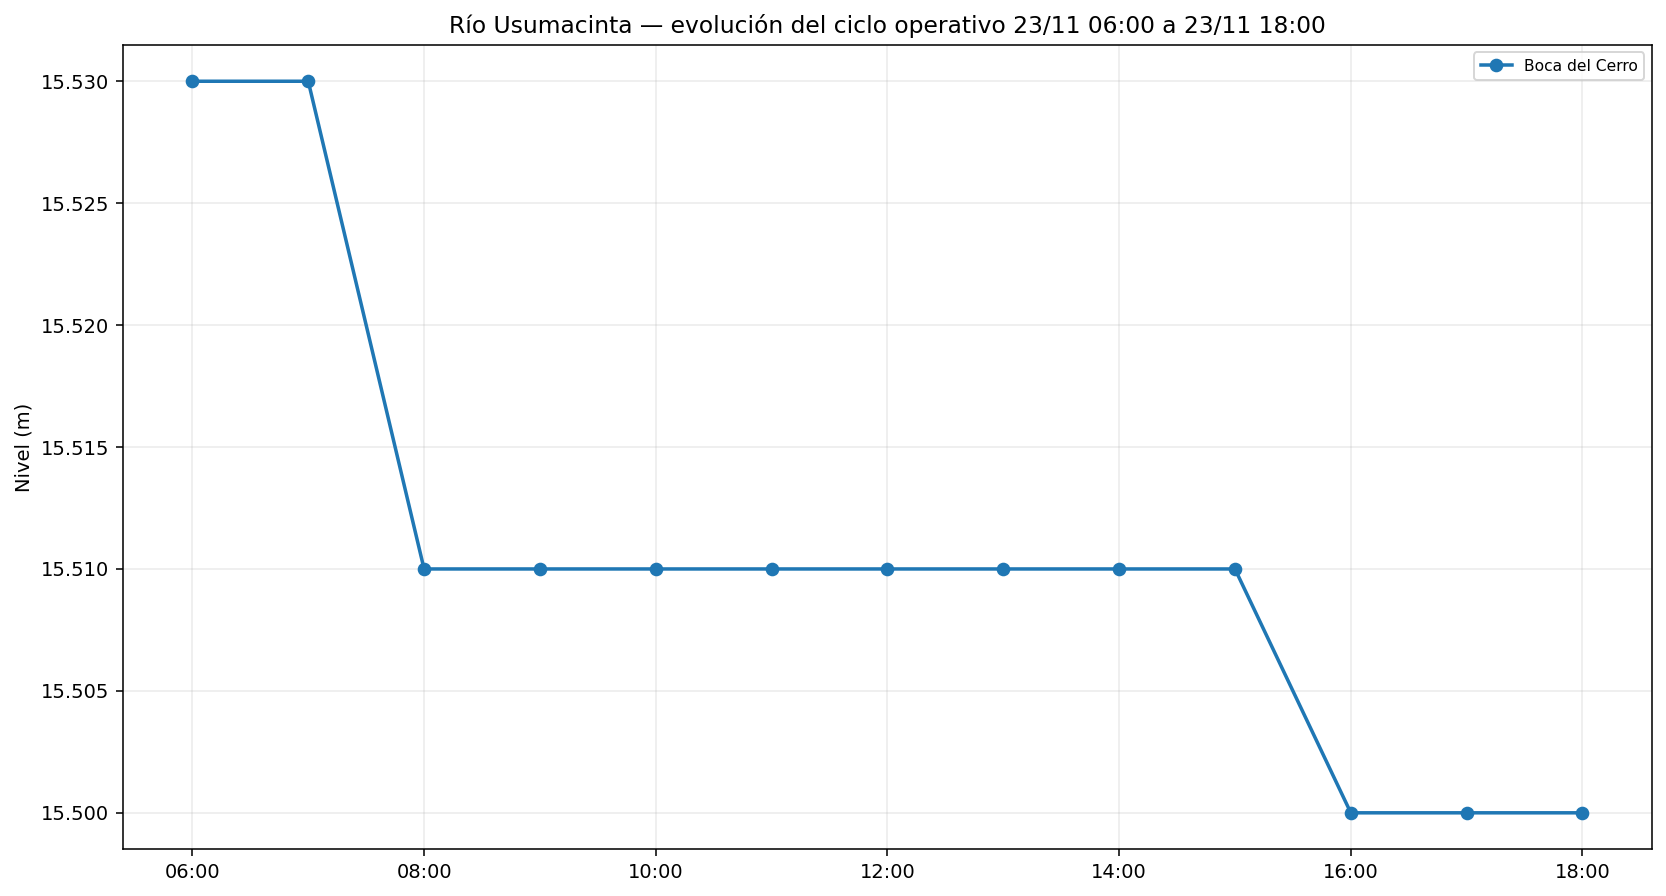 Río Usumacinta — evolución del ciclo operativo 23/11 06:00 a 23/11 18:00
Boca del Cerro
Nivel (m)
15.530
15.525
15.520
15.515
15.510
15.505
15.500
06:00 08:00 10:00 12:00 14:00 16:00 18:00